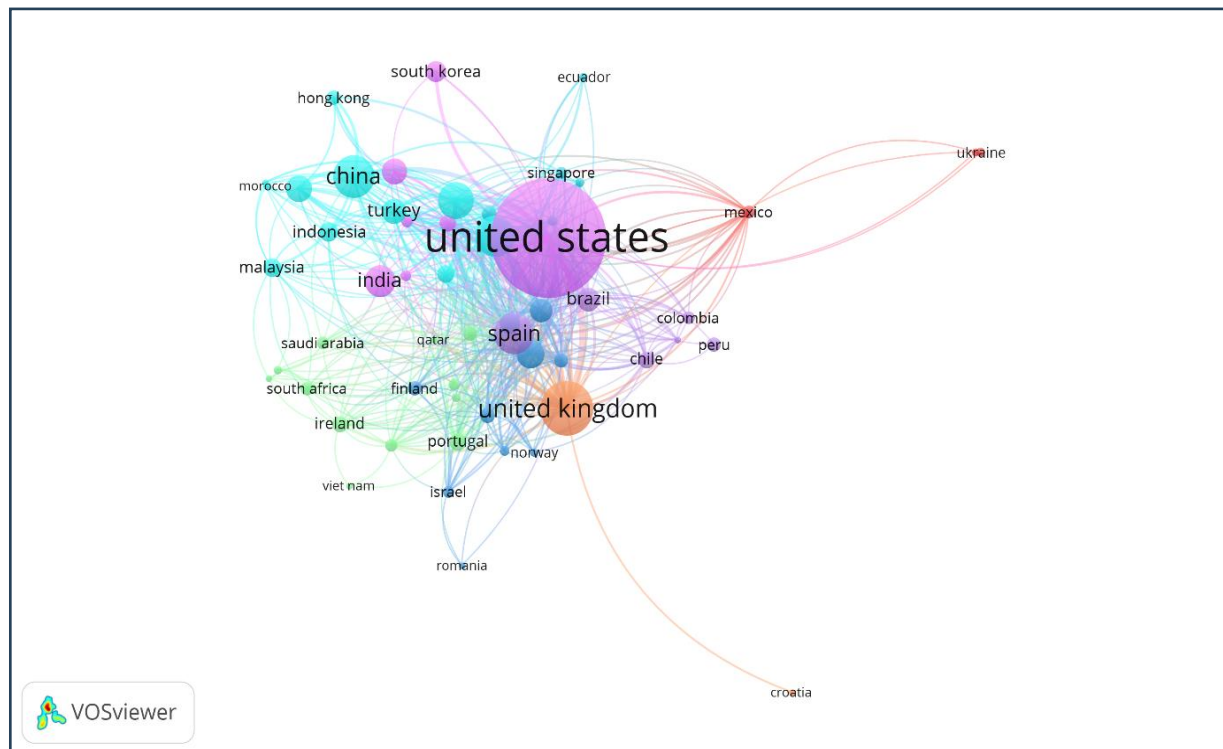 south korea
ecuador
hong kong
ukraine
singapore
china
morocco
turkey
mexico
indonesia
united states
malaysia
india
brazil
colombia
spain
qatar
saudi arabia
peru
chile
south africa
finland
united kingdom
ireland
portugal
norway
viet nam
israel
romania
croatia
VOSviewer